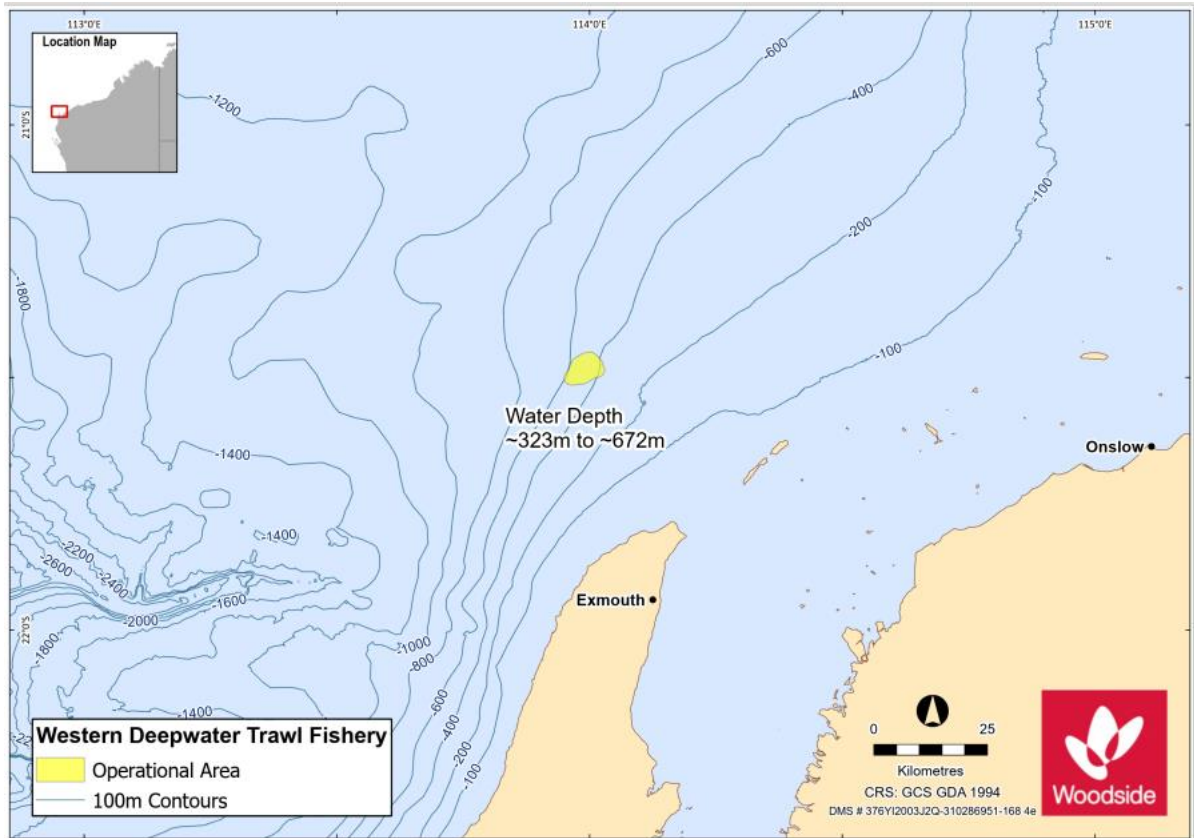 113°0'E
114°0'E
115°0'E
Location Map
21°0'S
22°0'S
-1200
-600
-400
-100
-200
-1800
-100
Water Depth
~323m to ~672m
Onslow
-1400
-1400
-2200
-2600
-2400
-1600
-2000
-1800
Exmouth
-1000
-800
-600
-400
-200
-100
-1400
Western Deepwater Trawl Fishery
Operational Area
100m Contours
0 25
Kilometres
CRS: GCS GDA 1994
DMS # 376YI2003J2Q-310286951-168 4e
Woodside